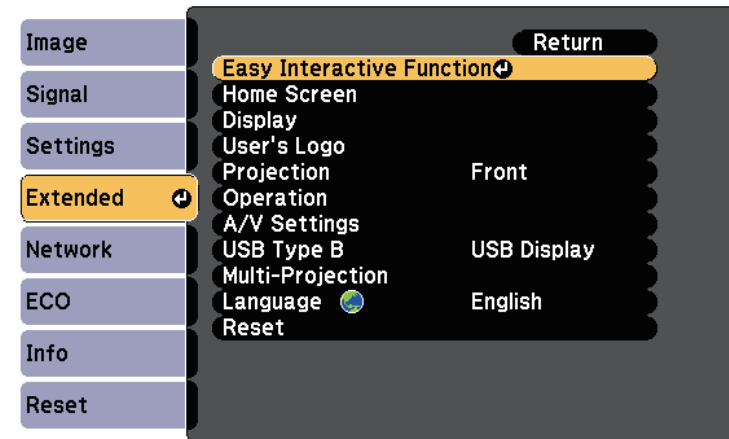 Image
Signal
Settings
Extended
Network
ECO
Info
Reset
Return
Easy Interactive Function
Home Screen
Display
User's Logo
Projection Front
Operation
A/V Settings
USB Type B USB Display
Multi-Projection
Language English
Reset